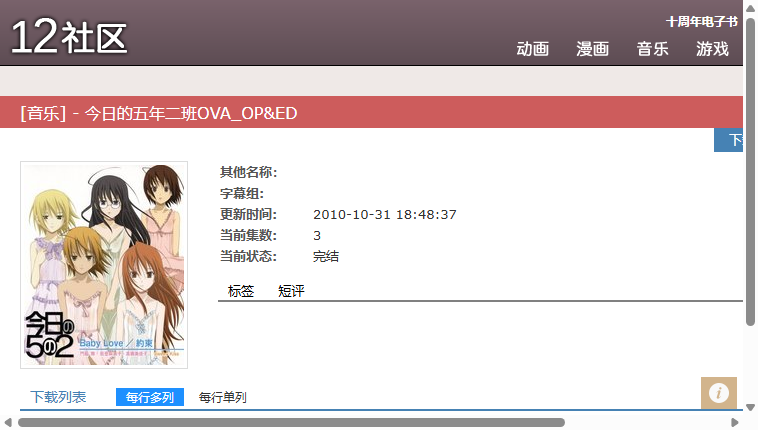 12社区
十周年电子书
动画 漫画 音乐 游戏
[音乐] - 今日的五年二班OVA_OP&ED
下
其他名称:
字幕组:
更新时间: 2010-10-31 18:48:37
当前集数: 3
当前状态: 完结
标签 短评
今日の
5の2
Baby Love / 約束
下载列表 每行多列 每行单列
i